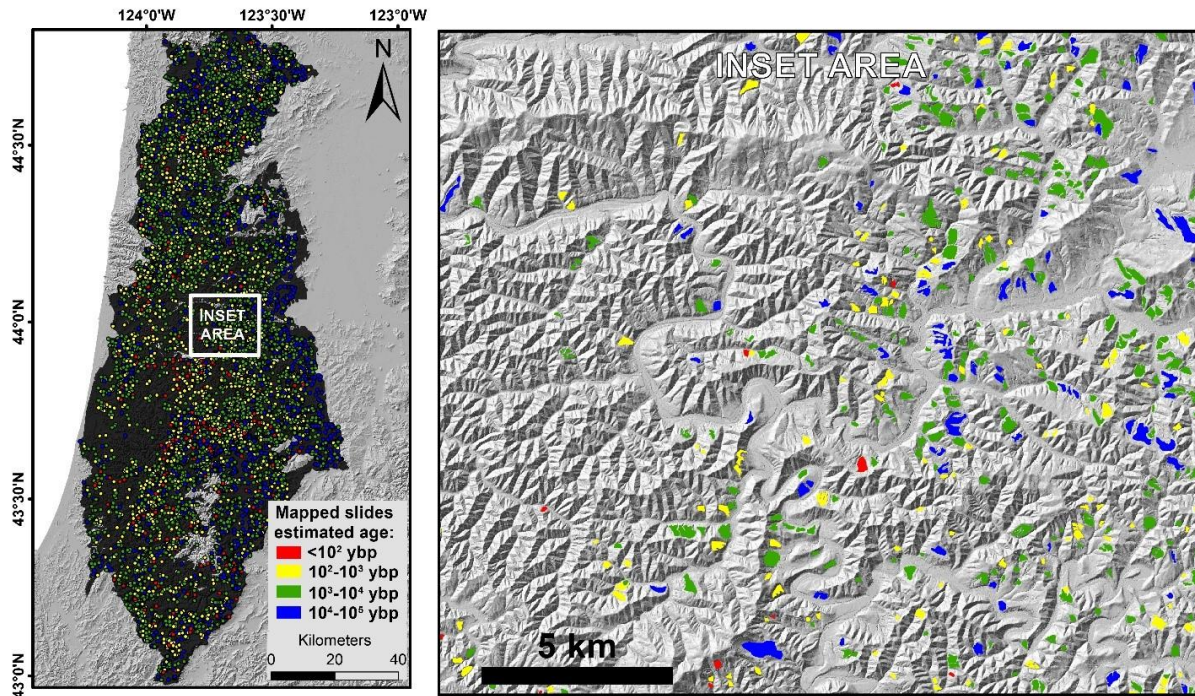 124°0'W
123°30'W
123°0'W
N
44°30'N
44°0'N
43°30'N
43°0'N
INSET
AREA
Mapped slides
estimated age:
<10² ybp
10²-10³ ybp
10³-10⁴ ybp
10⁴-10⁵ ybp
Kilometers
0 20 40
INSET AREA
5 km